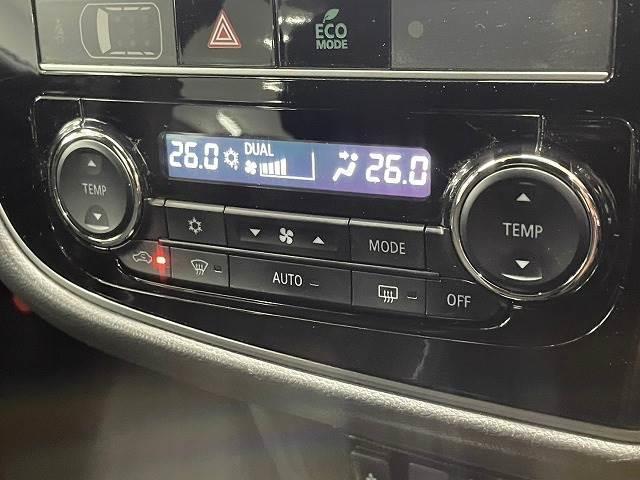 ECO
MODE
26.0 DUAL 26.0
TEMP
TEMP
MODE
AUTO
OFF